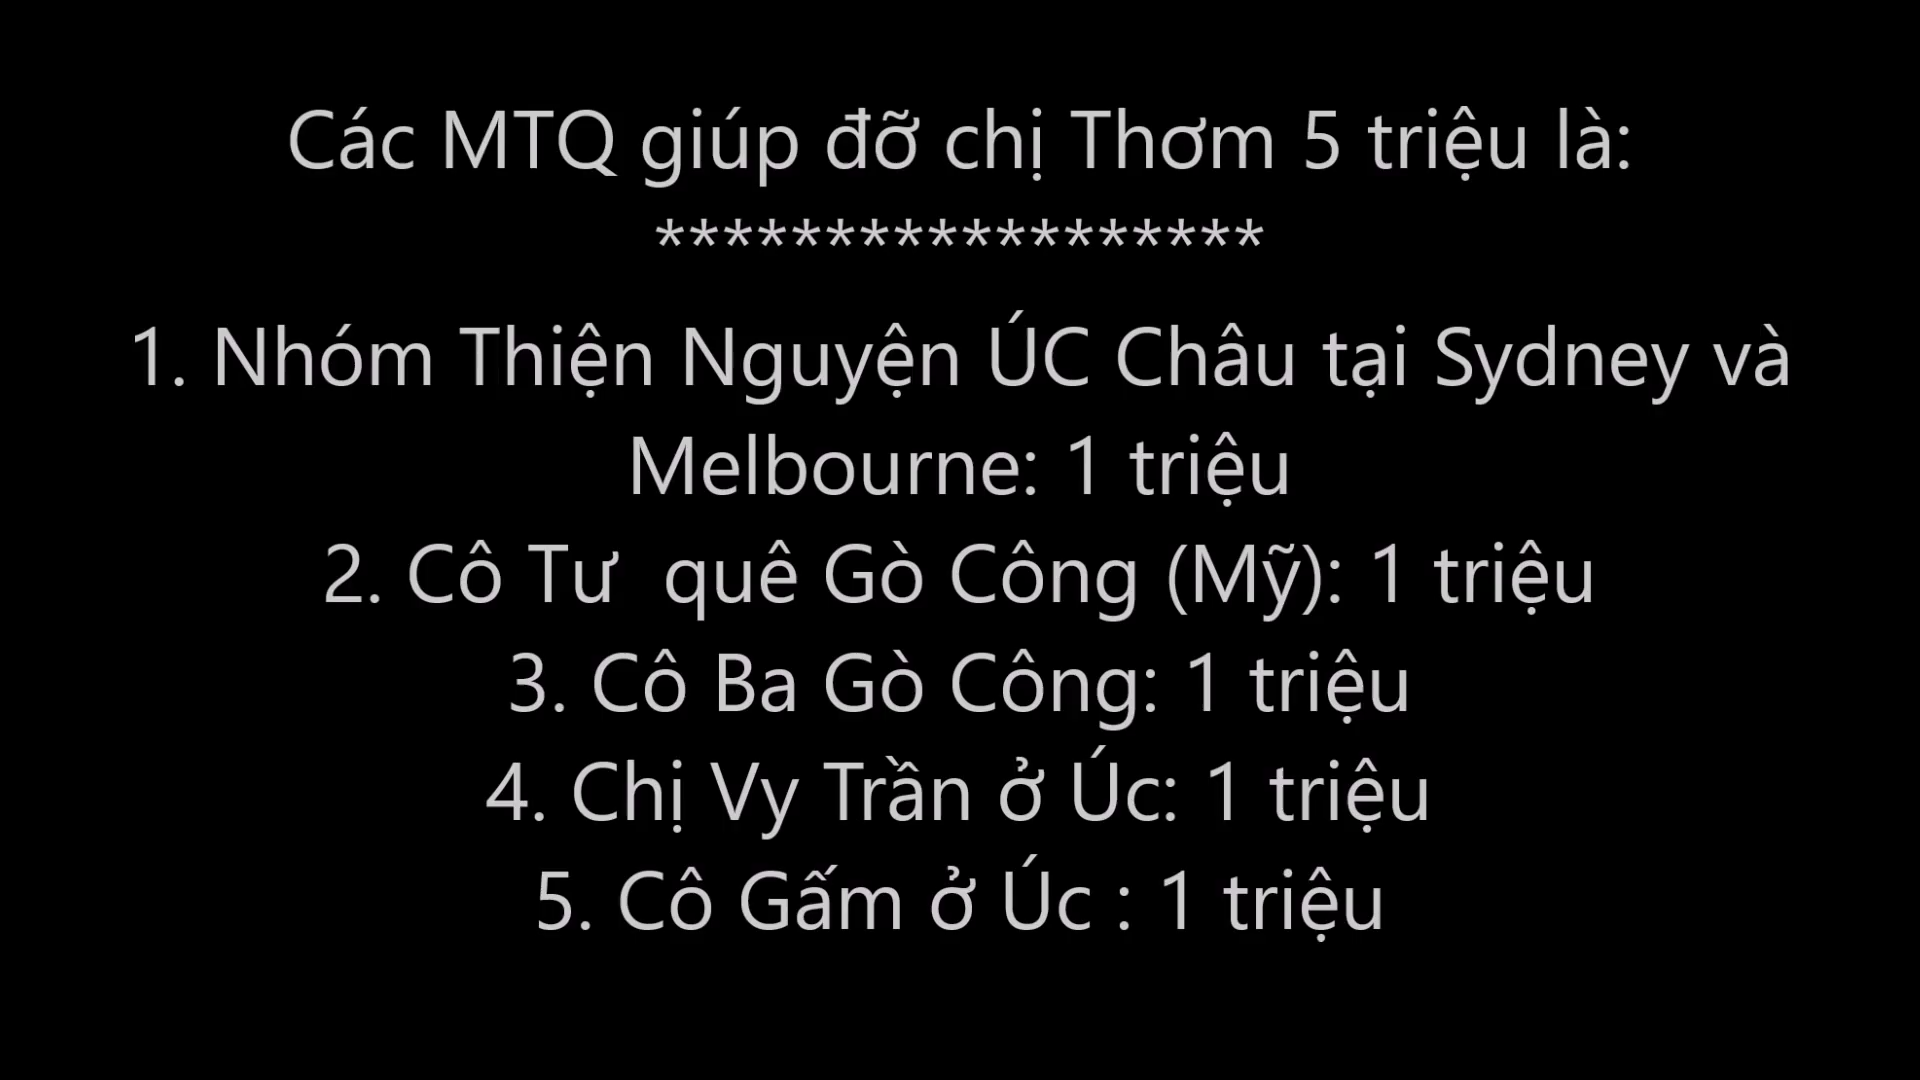 Các MTQ giúp đỡ chị Thơm 5 triệu là:
******************
1. Nhóm Thiện Nguyện ÚC Châu tại Sydney và
Melbourne: 1 triệu
2. Cô Tư  quê Gò Công (Mỹ): 1 triệu
3. Cô Ba Gò Công: 1 triệu
4. Chị Vy Trần ở Úc: 1 triệu
5. Cô Gấm ở Úc : 1 triệu